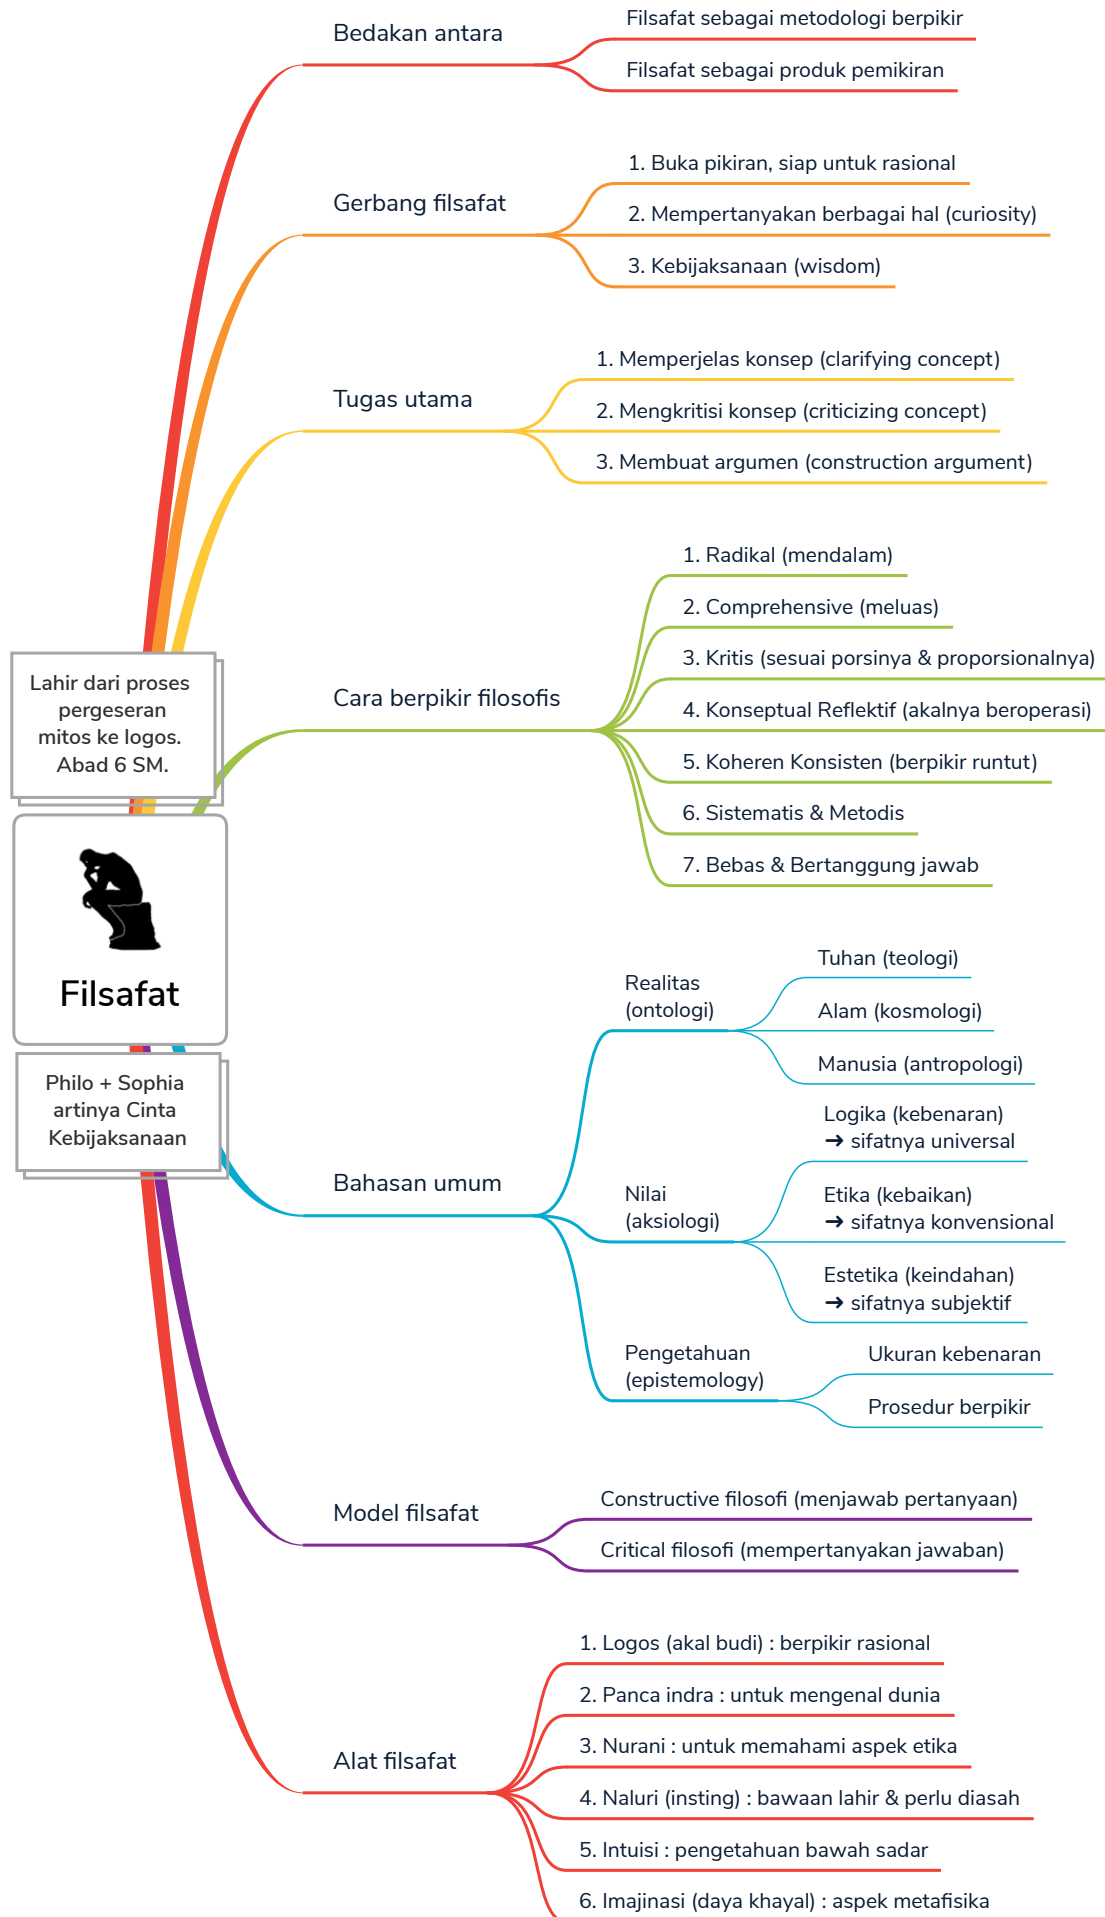 Bedakan antara
Filsafat sebagai metodologi berpikir
Filsafat sebagai produk pemikiran
Gerbang filsafat
1. Buka pikiran, siap untuk rasional
2. Mempertanyakan berbagai hal (curiosity)
3. Kebijaksanaan (wisdom)
Tugas utama
1. Memperjelas konsep (clarifying concept)
2. Mengkritisi konsep (criticizing concept)
3. Membuat argumen (construction argument)
Lahir dari proses
pergeseran
mitos ke logos.
Abad 6 SM.
Cara berpikir filosofis
1. Radikal (mendalam)
2. Comprehensive (meluas)
3. Kritis (sesuai porsinya & proporsionalnya)
4. Konseptual Reflektif (akalnya beroperasi)
5. Koheren Konsisten (berpikir runtut)
6. Sistematis & Metodis
7. Bebas & Bertanggung jawab
Filsafat
Philo + Sophia
artinya Cinta
Kebijaksanaan
Bahasan umum
Realitas
(ontologi)
Tuhan (teologi)
Alam (kosmologi)
Manusia (antropologi)
Nilai
(aksiologi)
Logika (kebenaran)
➜ sifatnya universal
Etika (kebaikan)
➜ sifatnya konvensional
Estetika (keindahan)
➜ sifatnya subjektif
Pengetahuan
(epistemology)
Ukuran kebenaran
Prosedur berpikir
Model filsafat
Constructive filosofi (menjawab pertanyaan)
Critical filosofi (mempertanyakan jawaban)
Alat filsafat
1. Logos (akal budi) : berpikir rasional
2. Panca indra : untuk mengenal dunia
3. Nurani : untuk memahami aspek etika
4. Naluri (insting) : bawaan lahir & perlu diasah
5. Intuisi : pengetahuan bawah sadar
6. Imajinasi (daya khayal) : aspek metafisika